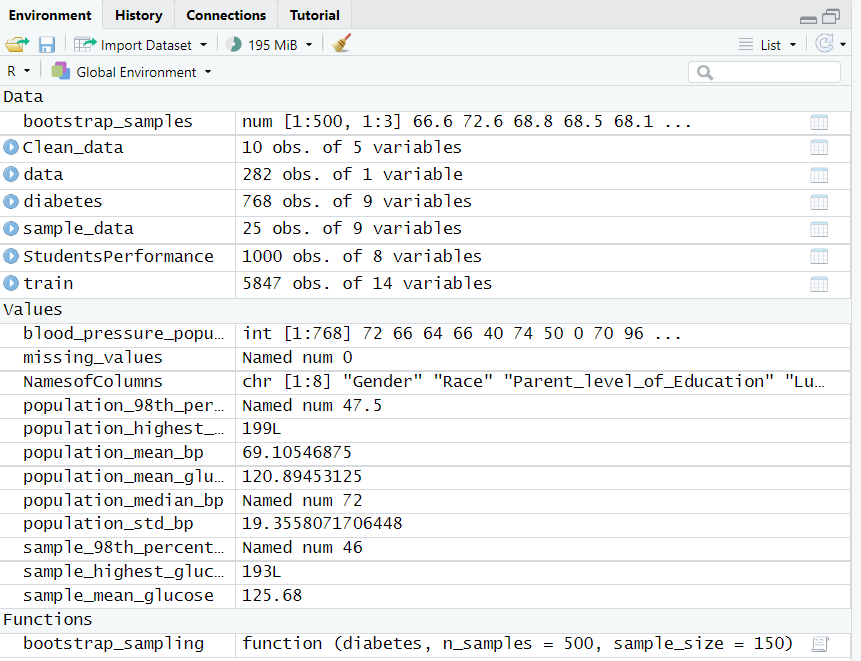 Environment History Connections Tutorial
Import Dataset 195 MiB List
R Global Environment
Data
bootstrap_samples num [1:500, 1:3] 66.6 72.6 68.8 68.5 68.1 ...
Clean_data 10 obs. of 5 variables
data 282 obs. of 1 variable
diabetes 768 obs. of 9 variables
sample_data 25 obs. of 9 variables
StudentsPerformance 1000 obs. of 8 variables
train 5847 obs. of 14 variables
Values
blood_pressure_popu… int [1:768] 72 66 64 66 40 74 50 0 70 96 ...
missing_values Named num 0
NamesofColumns chr [1:8] "Gender" "Race" "Parent_level_of_Education" "Lu…
population_98th_per… Named num 47.5
population_highest_… 199L
population_mean_bp 69.10546875
population_mean_glu… 120.89453125
population_median_bp Named num 72
population_std_bp 19.3558071706448
sample_98th_percent… Named num 46
sample_highest_gluc… 193L
sample_mean_glucose 125.68
Functions
bootstrap_sampling function (diabetes, n_samples = 500, sample_size = 150)